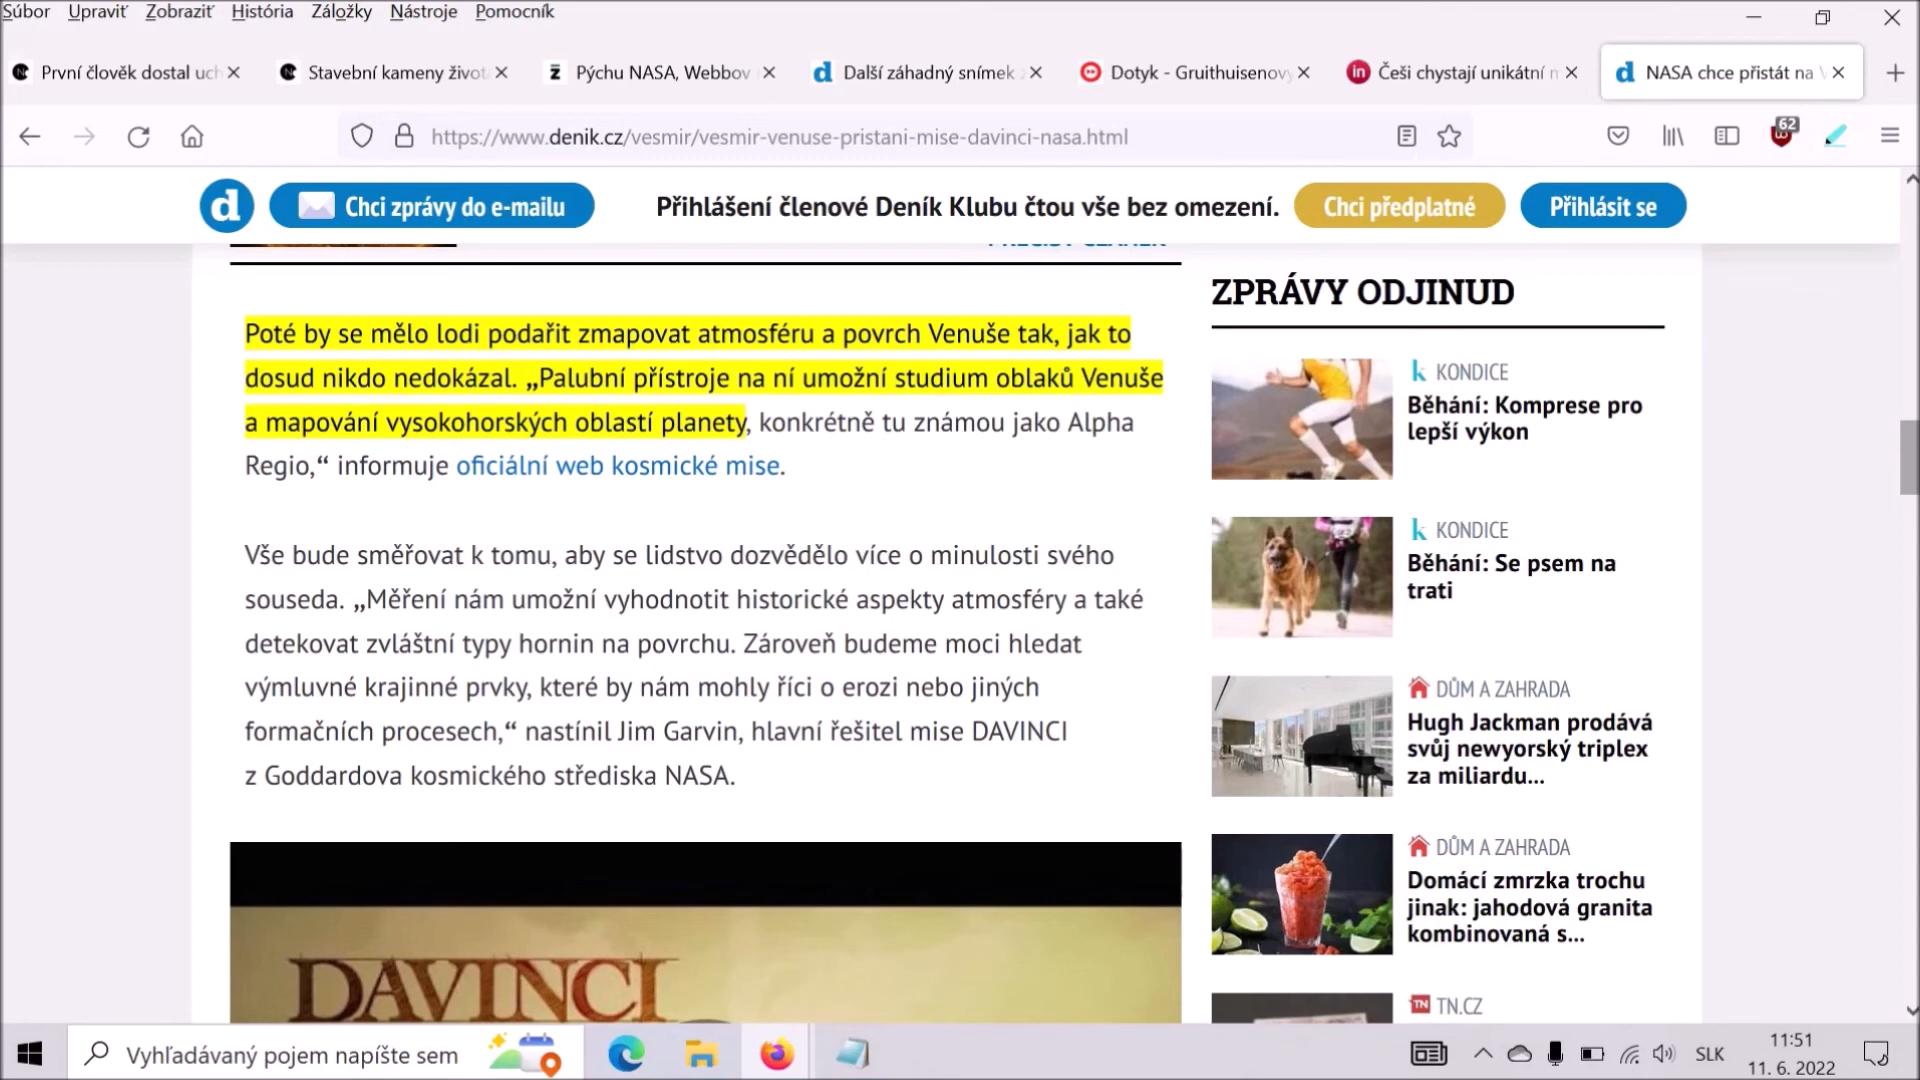 Súbor Upraviť Zobraziť História Záložky Nástroje Pomocník
První člověk dostal uch
Stavební kameny život
Pýchu NASA, Webbov
Další záhadný snímek z
Dotyk - Gruithuisenovy
Češi chystají unikátní m
NASA chce přistát na V
https://www.denik.cz/vesmir/vesmir-venuse-pristani-mise-davinci-nasa.html
62
d
Chci zprávy do e-mailu
Přihlášení členové Deník Klubu čtou vše bez omezení.
Chci předplatné
Přihlásit se
Poté by se mělo lodi podařit zmapovat atmosféru a povrch Venuše tak, jak to
dosud nikdo nedokázal. „Palubní přístroje na ní umožní studium oblaků Venuše
a mapování vysokohorských oblastí planety, konkrétně tu známou jako Alpha
Regio,“ informuje oficiální web kosmické mise.
Vše bude směřovat k tomu, aby se lidstvo dozvědělo více o minulosti svého
souseda. „Měření nám umožní vyhodnotit historické aspekty atmosféry a také
detekovat zvláštní typy hornin na povrchu. Zároveň budeme moci hledat
výmluvné krajinné prvky, které by nám mohly říci o erozi nebo jiných
formačních procesech,“ nastínil Jim Garvin, hlavní řešitel mise DAVINCI
z Goddardova kosmického střediska NASA.
DAVINCI
ZPRÁVY ODJINUD
k KONDICE
Běhání: Komprese pro
lepší výkon
k KONDICE
Běhání: Se psem na
trati
DŮM A ZAHRADA
Hugh Jackman prodává
svůj newyorský triplex
za miliardu...
DŮM A ZAHRADA
Domácí zmrzka trochu
jinak: jahodová granita
kombinovaná s...
TN TN.CZ
Vyhľadávaný pojem napíšte sem
SLK
11:51
11. 6. 2022